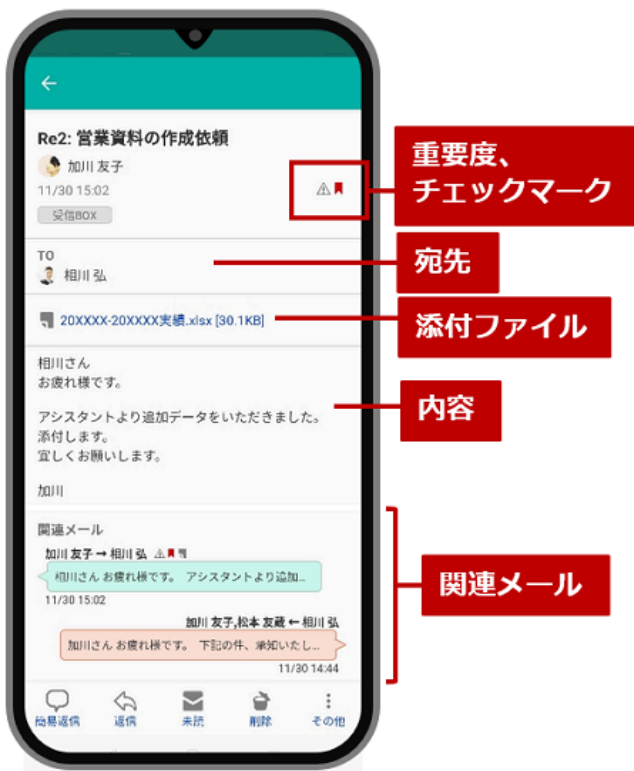 Re2: 営業資料の作成依頼
加川 友子
11/30 15:02
受信BOX
重要度、
チェックマーク
TO
相川 弘
宛先
20XXXX-20XXXX実績.xlsx [30.1KB]
添付ファイル
相川さん
お疲れ様です。
アシスタントより追加データをいただきました。
添付します。
宜しくお願いします。
加川
内容
関連メール
加川 友子 → 相川 弘
相川さん お疲れ様です。 アシスタントより追加...
11/30 15:02
加川 友子,松本 友蔵 ← 相川 弘
加川さん お疲れ様です。 下記の件、承知いたし...
11/30 14:44
関連メール
簡易返信
返信
未読
削除
その他